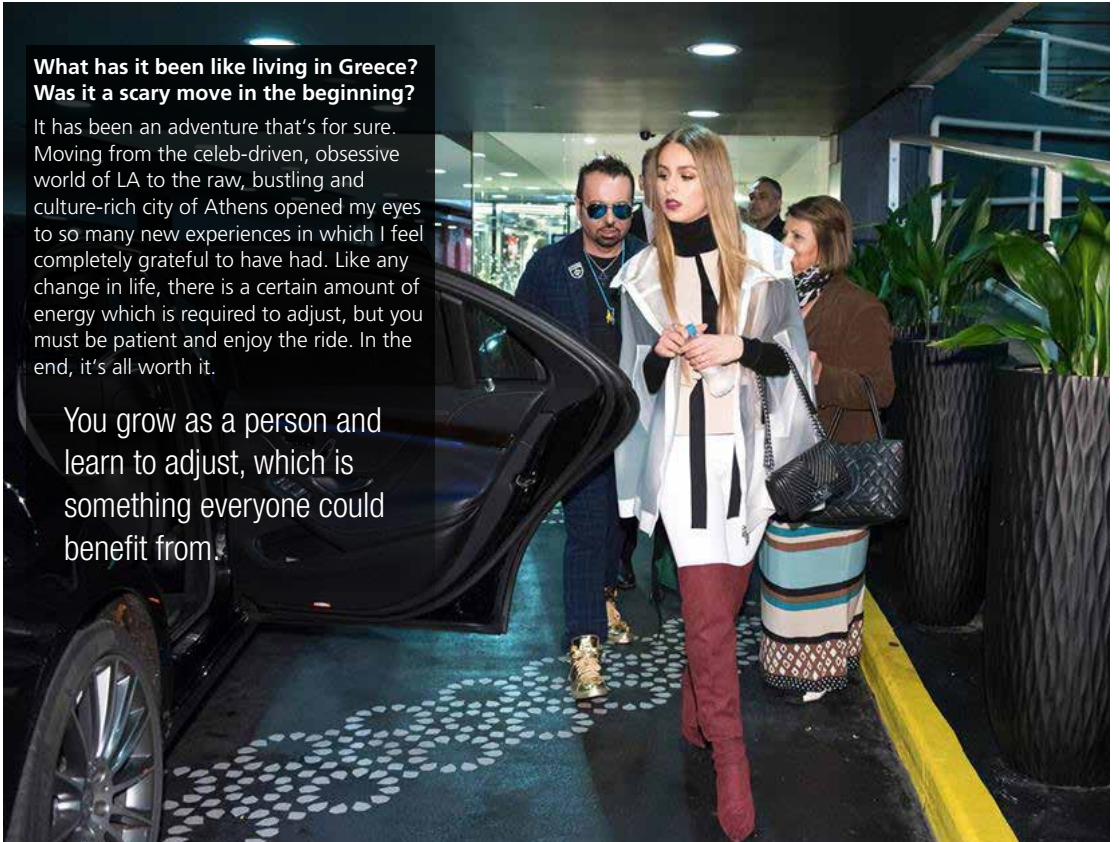 What has it been like living in Greece?
Was it a scary move in the beginning?
It has been an adventure that's for sure.
Moving from the celeb-driven, obsessive
world of LA to the raw, bustling and
culture-rich city of Athens opened my eyes
to so many new experiences in which I feel
completely grateful to have had. Like any
change in life, there is a certain amount of
energy which is required to adjust, but you
must be patient and enjoy the ride. In the
end, it's all worth it.
You grow as a person and
learn to adjust, which is
something everyone could
benefit from.